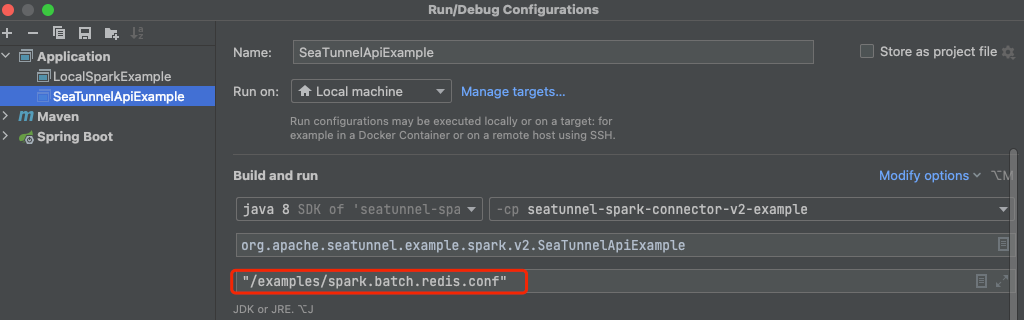 Run/Debug Configurations
Application
LocalSparkExample
SeaTunnelApiExample
Maven
Spring Boot
Name:
SeaTunnelApiExample
Store as project file
Run on:
Local machine
Manage targets...
Run configurations may be executed locally or on a target: for
example in a Docker Container or on a remote host using SSH.
Build and run
Modify options
⌥M
java 8 SDK of 'seatunnel-spa
-cp seatunnel-spark-connector-v2-example
org.apache.seatunnel.example.spark.v2.SeaTunnelApiExample
"/examples/spark.batch.redis.conf"
JDK or JRE. ⌥J